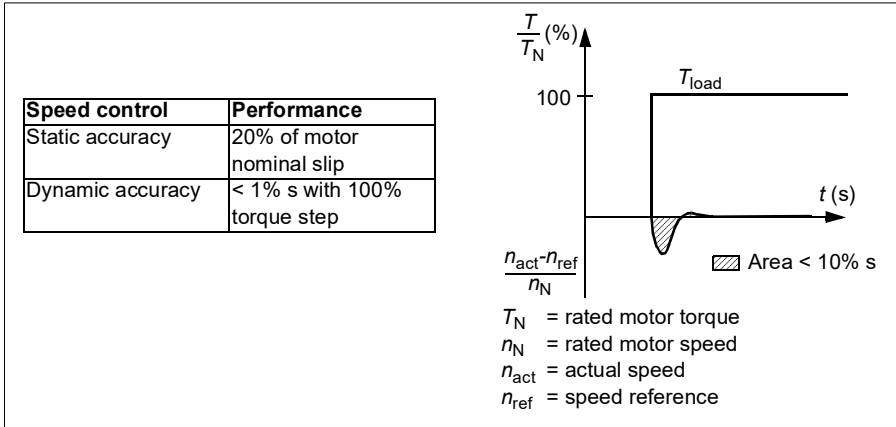 Speed control Performance
Static accuracy 20% of motor
nominal slip
Dynamic accuracy < 1% s with 100%
torque step
T
T_N (%)
100
T_load
t (s)
n_act-n_ref
n_N
Area < 10% s
T_N = rated motor torque
n_N = rated motor speed
n_act = actual speed
n_ref = speed reference